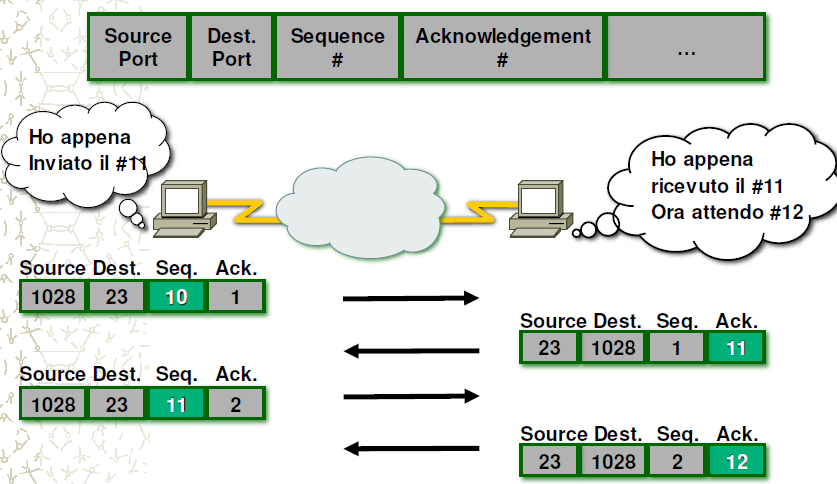 Source Port
Dest. Port
Sequence #
Acknowledgement #
...
Ho appena
Inviato il #11
Ho appena
ricevuto il #11
Ora attendo #12
Source Dest. Seq. Ack.
1028 23 10 1
Source Dest. Seq. Ack.
23 1028 1 11
Source Dest. Seq. Ack.
1028 23 11 2
Source Dest. Seq. Ack.
23 1028 2 12